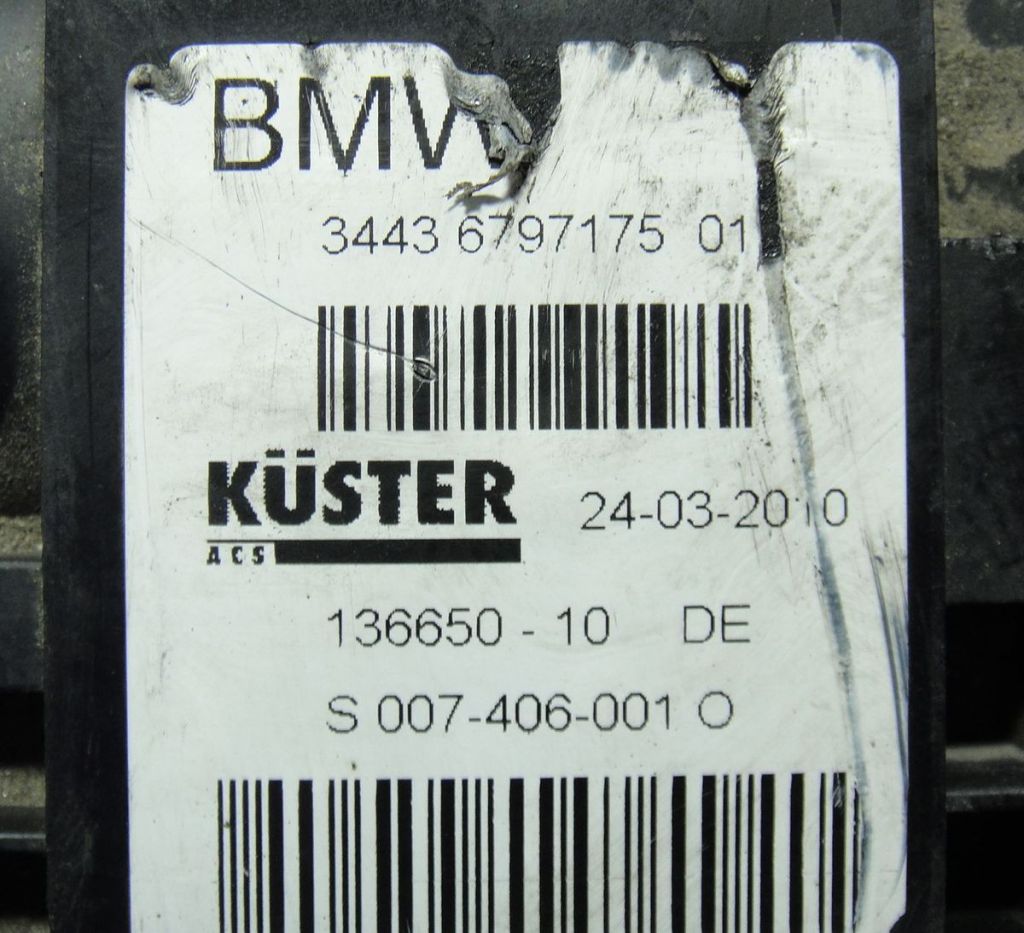 BMW
3443 6797175 01
KÜSTER
24-03-2010
ACS
136650 - 10 DE
S 007-406-001 O